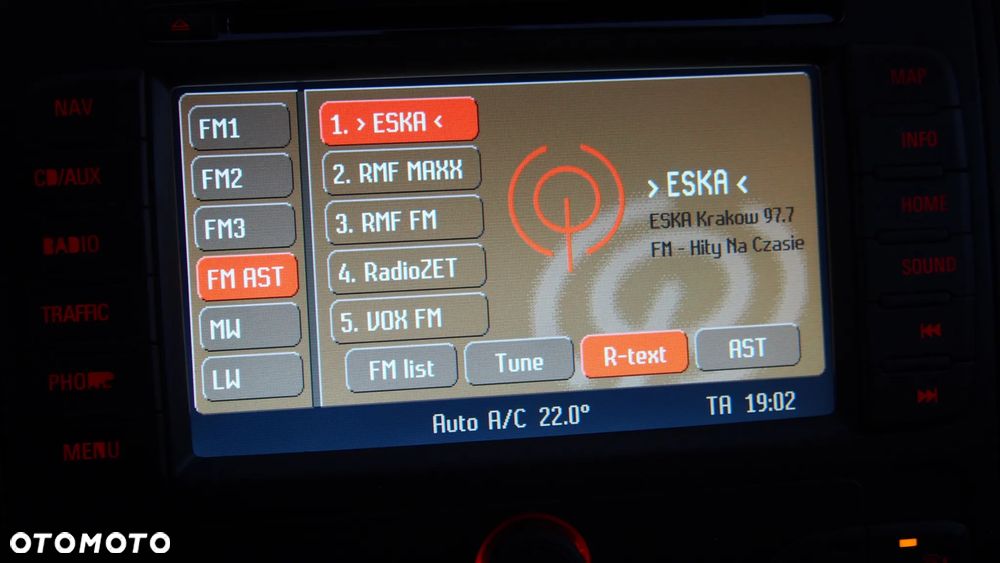 NAV
CD/AUX
RADIO
TRAFFIC
MENU
FM1
FM2
FM3
FM AST
MW
LW
1. > ESKA <
2. RMF MAXX
3. RMF FM
4. RadioZET
5. VOX FM
> ESKA <
ESKA Krakow 97.7
FM - Hity Na Czasie
FM list
Tune
R-text
AST
Auto A/C 22.0°
TA 19:02
MAP
INFO
HOME
SOUND
OTOMOTO